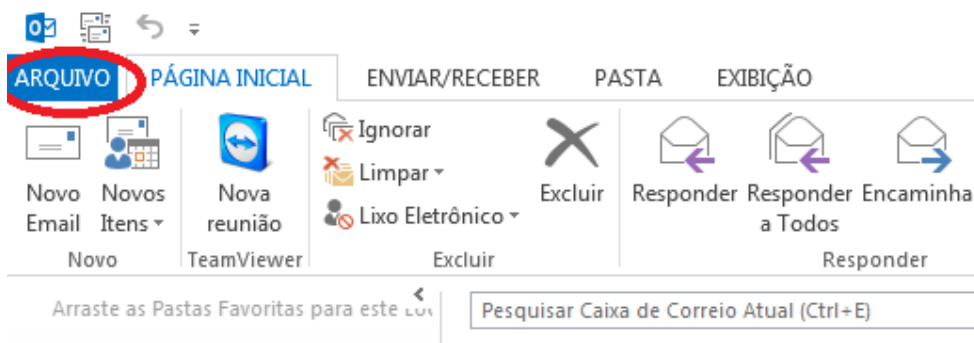 ARQUIVO PÁGINA INICIAL ENVIAR/RECEBER PASTA EXIBIÇÃO
Novo Email
Novos Itens
Novo
Nova reunião
TeamViewer
Ignorar
Limpar
Lixo Eletrônico
Excluir
Excluir
Responder
Responder a Todos
Encaminha
Responder
Arraste as Pastas Favoritas para este
Pesquisar Caixa de Correio Atual (Ctrl+E)